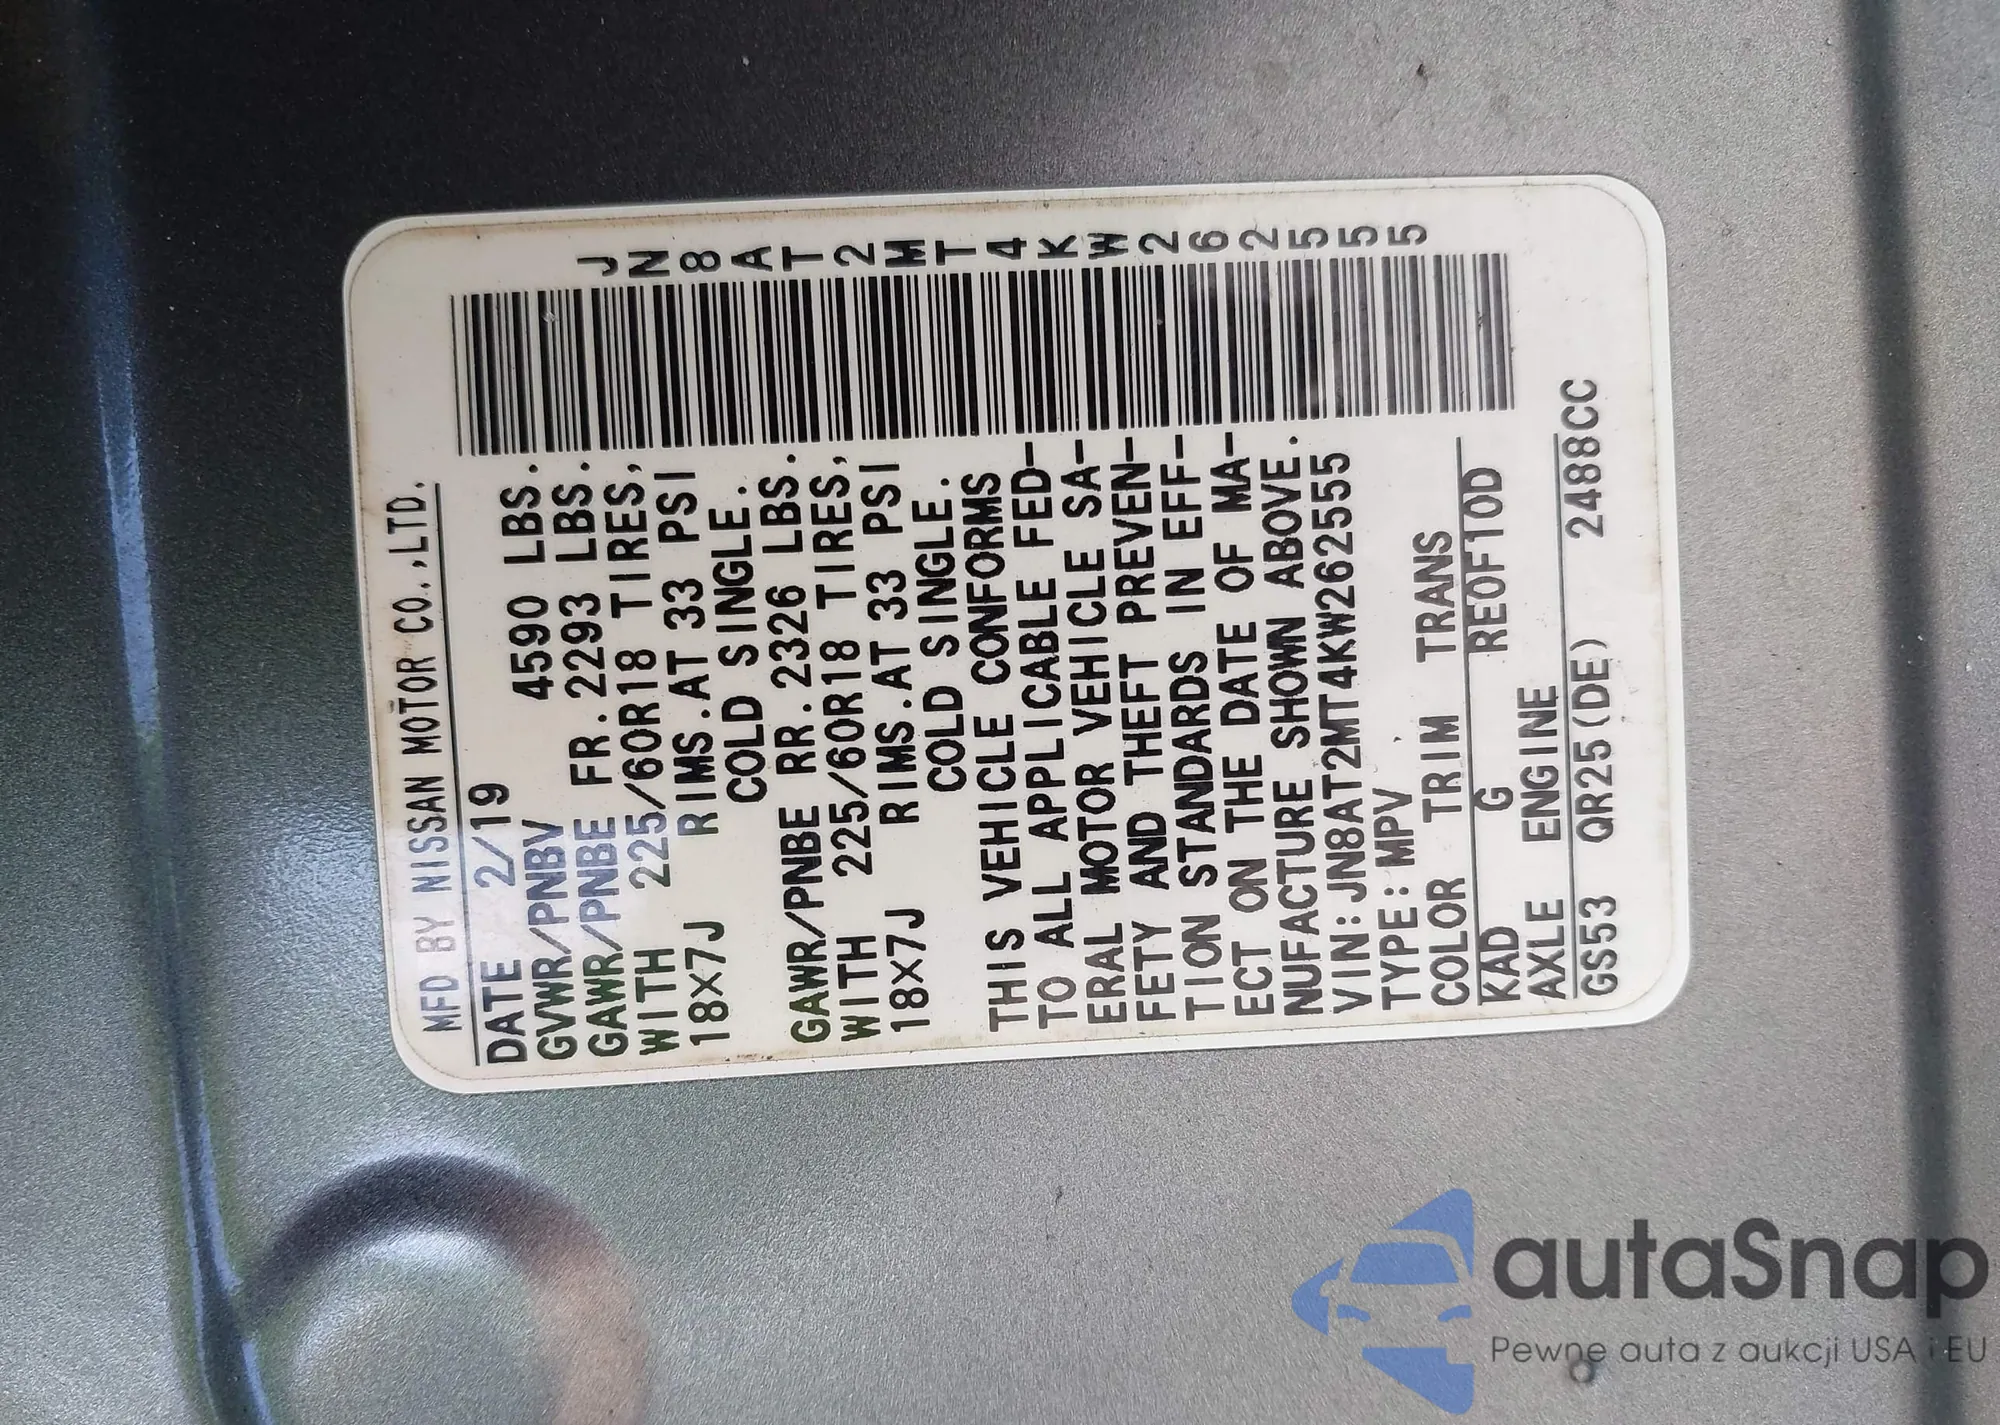 MFD BY NISSAN MOTOR CO.,LTD.
DATE 2/19
GVWR/PNBV 4590 LBS.
GAWR/PNBE FR.2293 LBS.
WITH 225/60R18 TIRES,
18×7J RIMS.AT 33 PSI
COLD SINGLE.
GAWR/PNBE RR.2326 LBS.
WITH 225/60R18 TIRES,
18×7J RIMS.AT 33 PSI
COLD SINGLE.
THIS VEHICLE CONFORMS
TO ALL APPLICABLE FED-
ERAL MOTOR VEHICLE SA-
FETY AND THEFT PREVEN-
TION STANDARDS IN EFF-
ECT ON THE DATE OF MA-
NUFACTURE SHOWN ABOVE.
VIN:JN8AT2MT4KW262555
TYPE:MPV
COLOR TRIM TRANS
KAD G RE0F10D
AXLE ENGINE
GS53 QR25(DE) 2488CC
JN8AT2MT4KW262555
autaSnap
Pewne auta z aukcji USA i EU